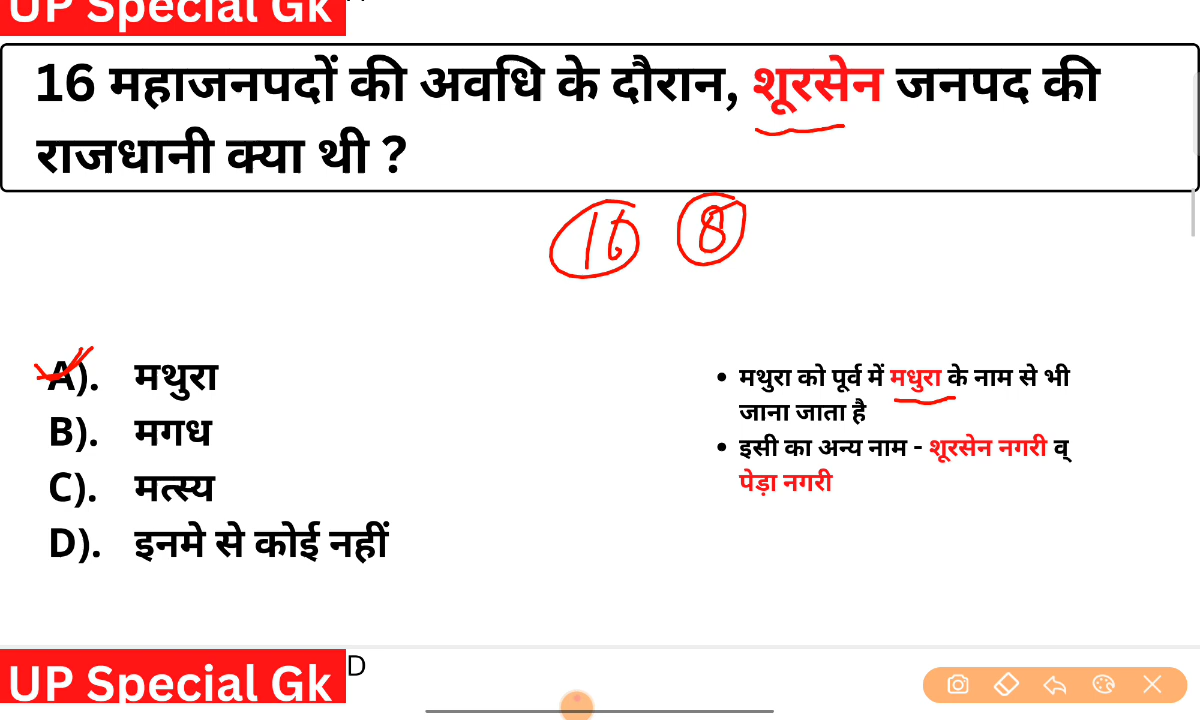 UP Special Gk
16 महाजनपदों की अवधि के दौरान, शूरसेन जनपद की
राजधानी क्या थी ?
16 8
A). मथुरा
B). मगध
C). मत्स्य
D). इनमे से कोई नहीं
• मथुरा को पूर्व में मधुरा के नाम से भी
जाना जाता है
• इसी का अन्य नाम - शूरसेन नगरी व्
पेड़ा नगरी
UP Special Gk
D